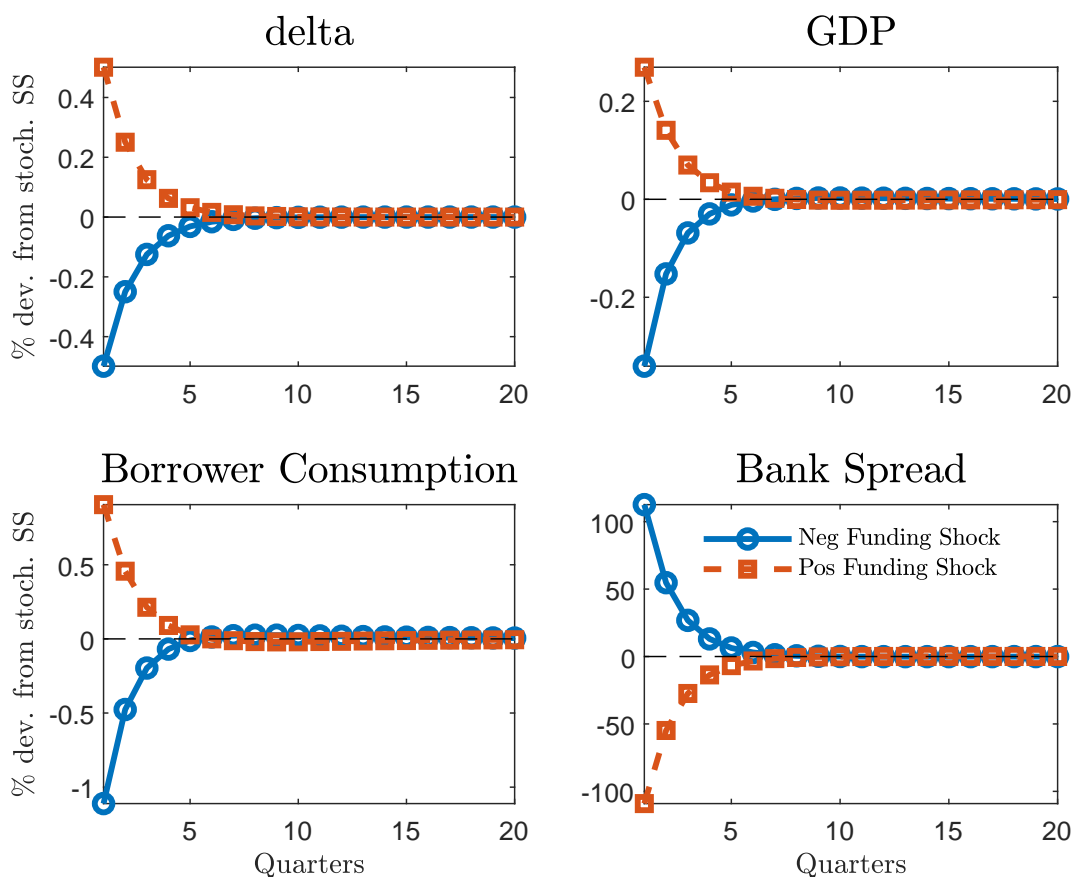 delta
% dev. from stoch. SS
0.4
0.2
0
-0.2
-0.4
5 10 15 20
GDP
0.2
0
-0.2
5 10 15 20
Borrower Consumption
% dev. from stoch. SS
0.5
0
-0.5
-1
5 10 15 20
Quarters
Bank Spread
100
50
0
-50
-100
Neg Funding Shock
Pos Funding Shock
5 10 15 20
Quarters